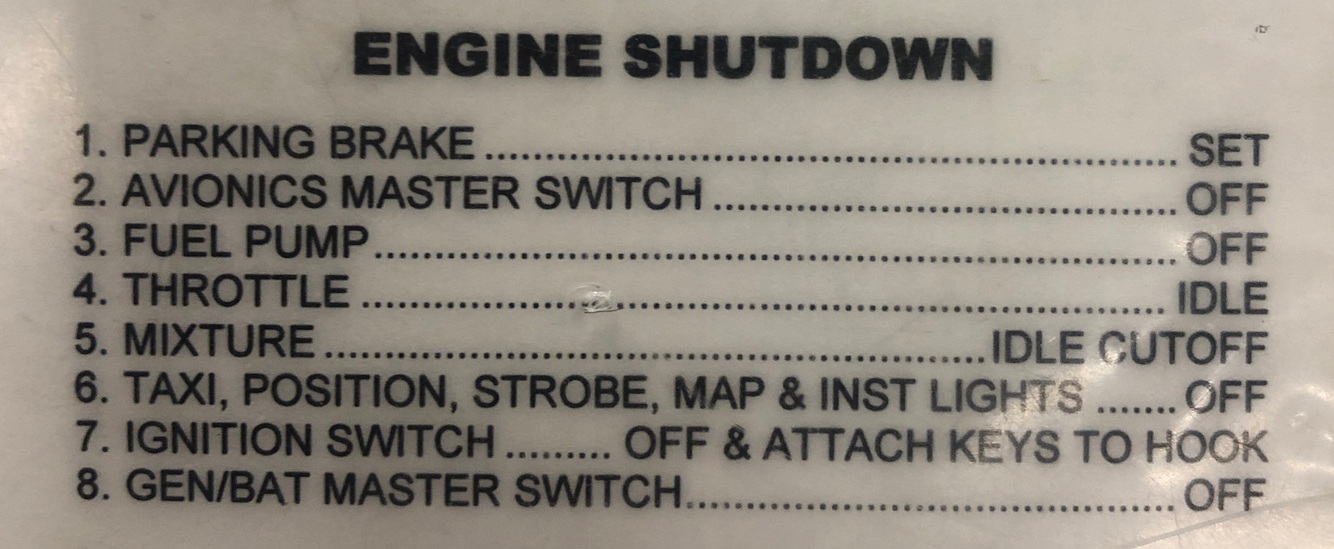 ENGINE SHUTDOWN
1. PARKING BRAKE ........................................................................ SET
2. AVIONICS MASTER SWITCH ............................................... OFF
3. FUEL PUMP.................................................................................. OFF
4. THROTTLE .................................................................................. IDLE
5. MIXTURE...................................................................IDLE CUTOFF
6. TAXI, POSITION, STROBE, MAP & INST LIGHTS ........ OFF
7. IGNITION SWITCH ......... OFF & ATTACH KEYS TO HOOK
8. GEN/BAT MASTER SWITCH.................................................. OFF